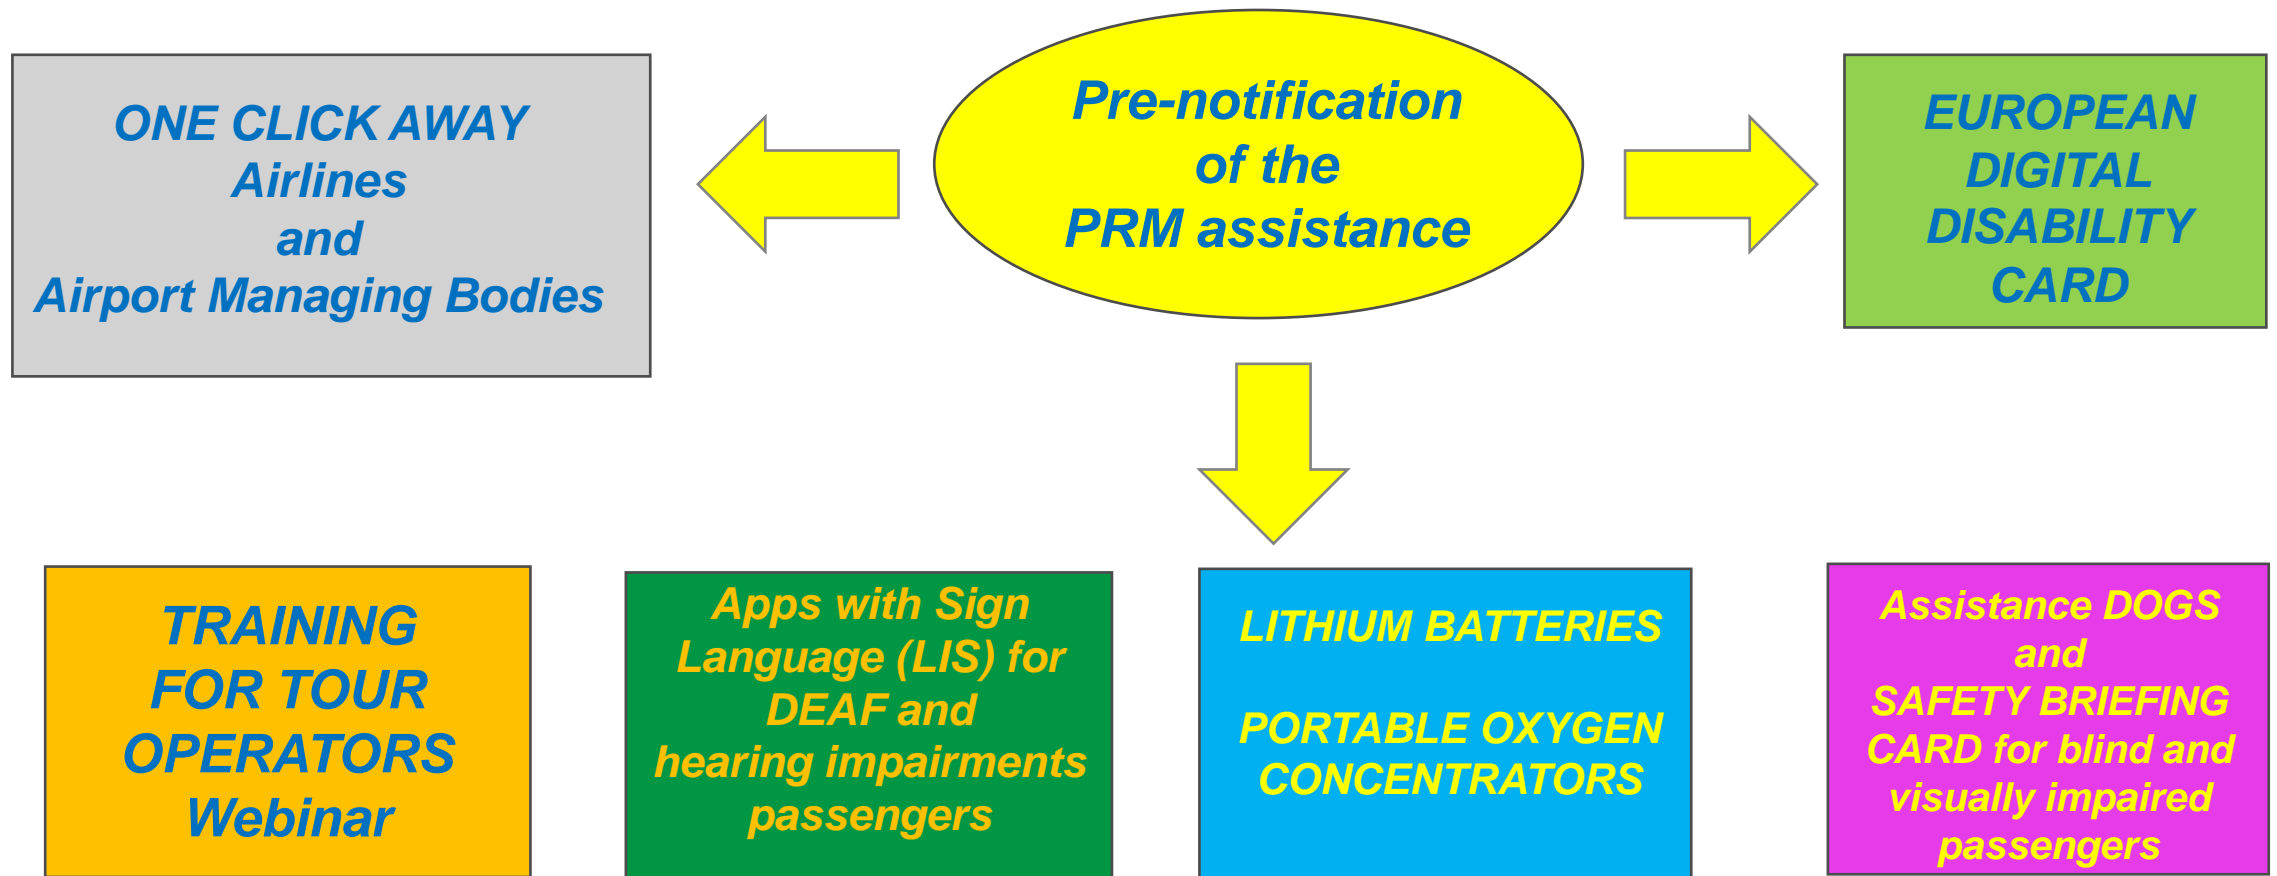 ONE CLICK AWAY
Airlines
and
Airport Managing Bodies
Pre-notification
of the
PRM assistance
EUROPEAN
DIGITAL
DISABILITY
CARD
TRAINING
FOR TOUR
OPERATORS
Webinar
Apps with Sign
Language (LIS) for
DEAF and
hearing impairments
passengers
LITHIUM BATTERIES
PORTABLE OXYGEN
CONCENTRATORS
Assistance DOGS
and
SAFETY BRIEFING
CARD for blind and
visually impaired
passengers